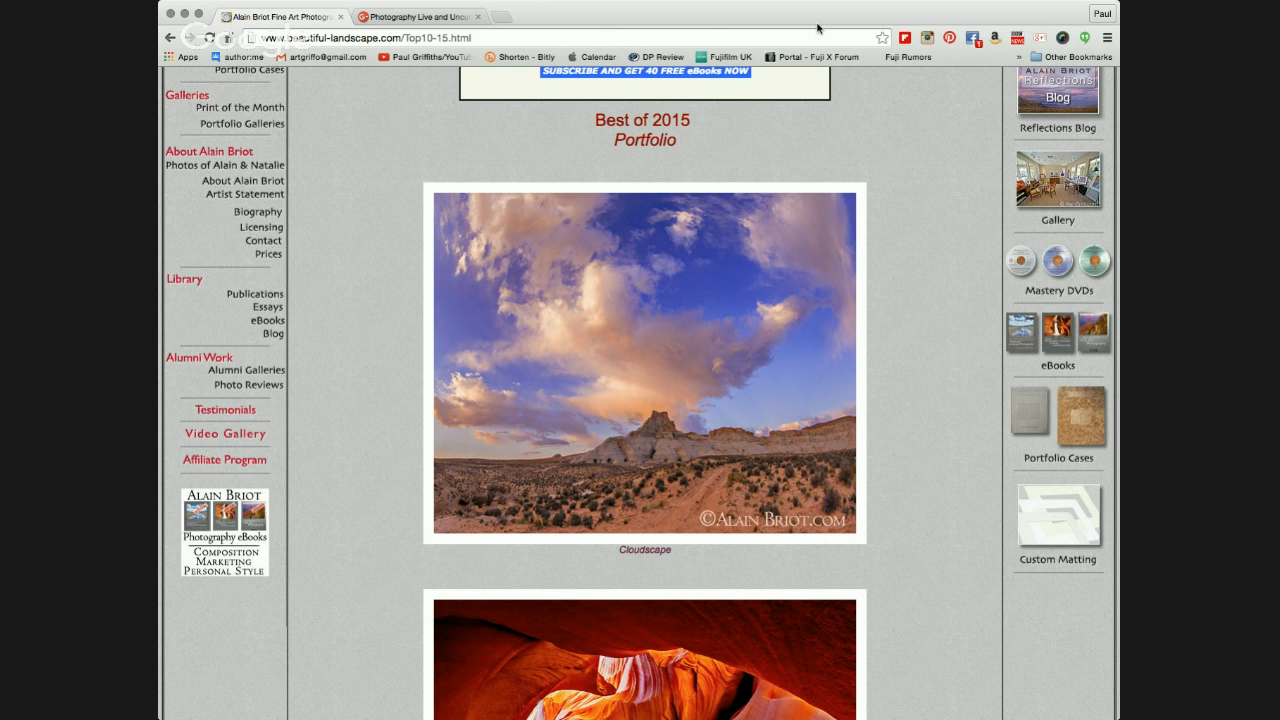 Alain Briot Fine Art Photogra
Photography Live and Uncu
Paul
Google
www.beautiful-landscape.com/Top10-15.html
Apps
author:me
artgriffo@gmail.com
Paul Griffiths/YouTu
Shorten - Bitly
Calendar
DP Review
Fujifilm UK
Portal - Fuji X Forum
Fuji Rumors
»
Other Bookmarks
Portfolio Cases
Galleries
Print of the Month
Portfolio Galleries
About Alain Briot
Photos of Alain & Natalie
About Alain Briot
Artist Statement
Biography
Licensing
Contact
Prices
Library
Publications
Essays
eBooks
Blog
Alumni Work
Alumni Galleries
Photo Reviews
Testimonials
Video Gallery
Affiliate Program
ALAIN BRIOT
Photography eBooks
COMPOSITION
MARKETING
PERSONAL STYLE
SUBSCRIBE AND GET 40 FREE eBooks NOW
Best of 2015
Portfolio
©ALAIN BRIOT.COM
Cloudscape
ALAIN BRIOT
Reflections
Blog
Reflections Blog
Gallery
Mastery DVDs
eBooks
Portfolio Cases
Custom Matting